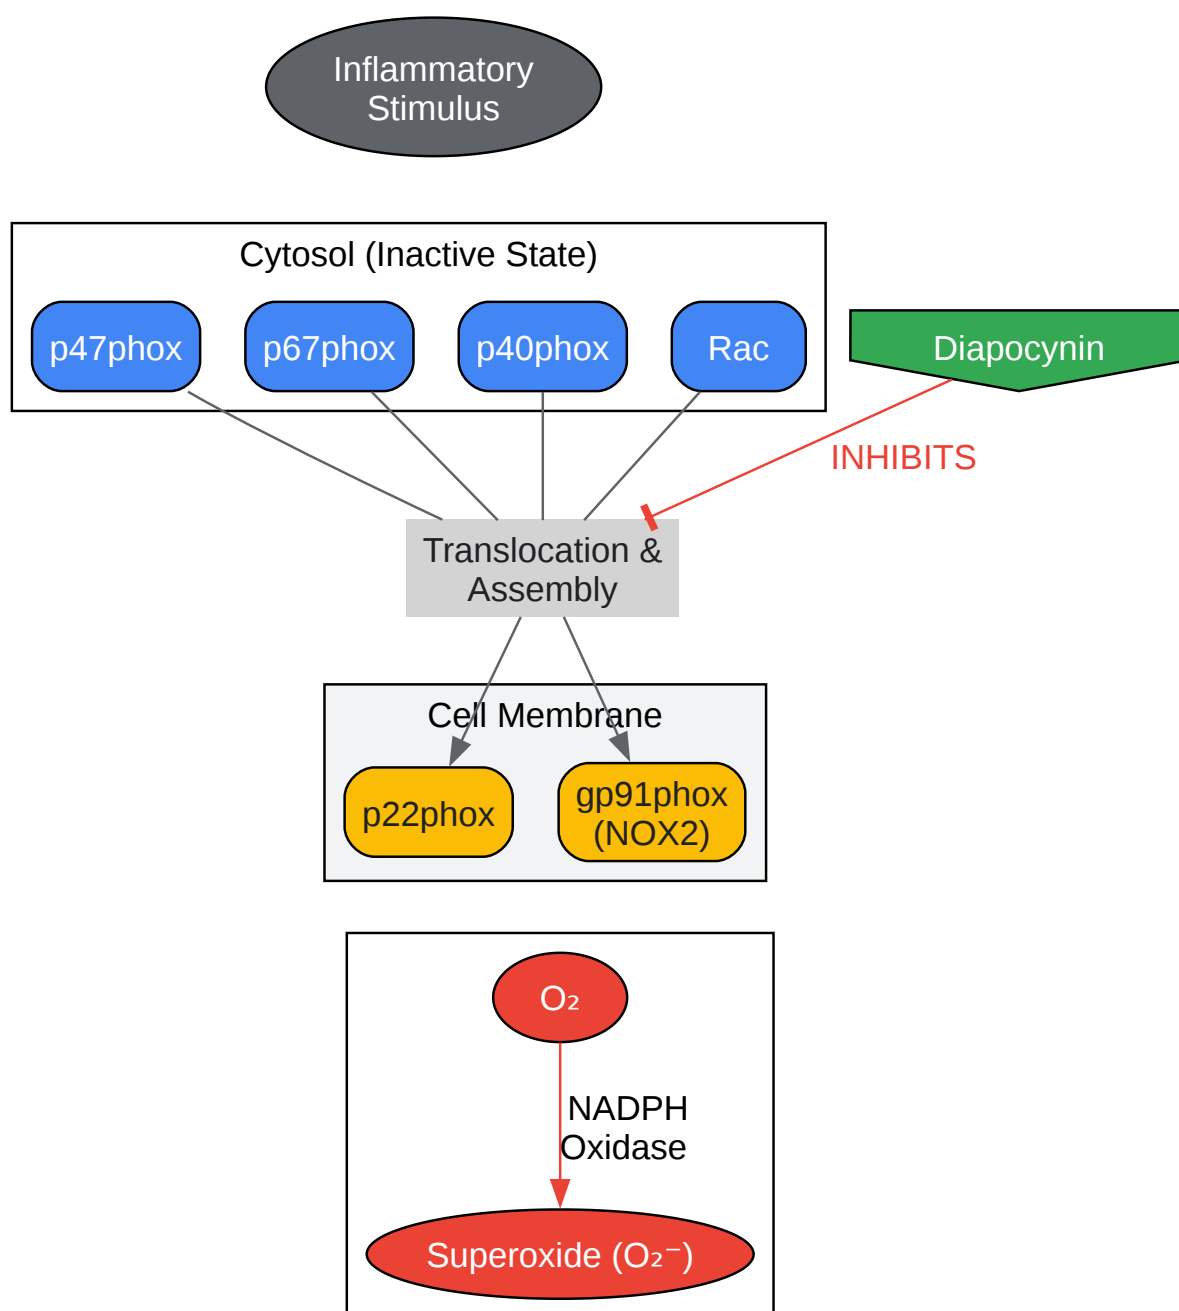 Inflammatory
Stimulus
Cytosol (Inactive State)
p47phox
p67phox
p40phox
Rac
Diapocynin
INHIBITS
Translocation &
Assembly
Cell Membrane
p22phox
gp91phox
(NOX2)
O₂
NADPH
Oxidase
Superoxide (O₂⁻)